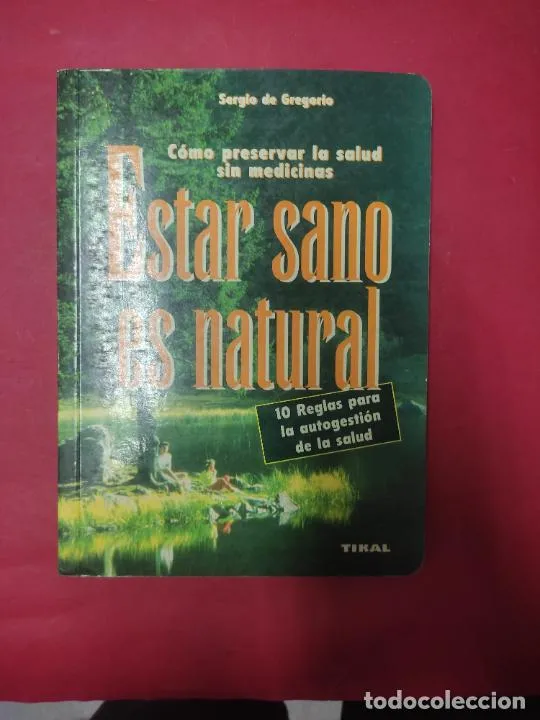 Sergio de Gregorio
Cómo preservar la salud
sin medicinas
Estar sano
es natural
10 Reglas para
la autogestión
de la salud
TIKAL
todocoleccion